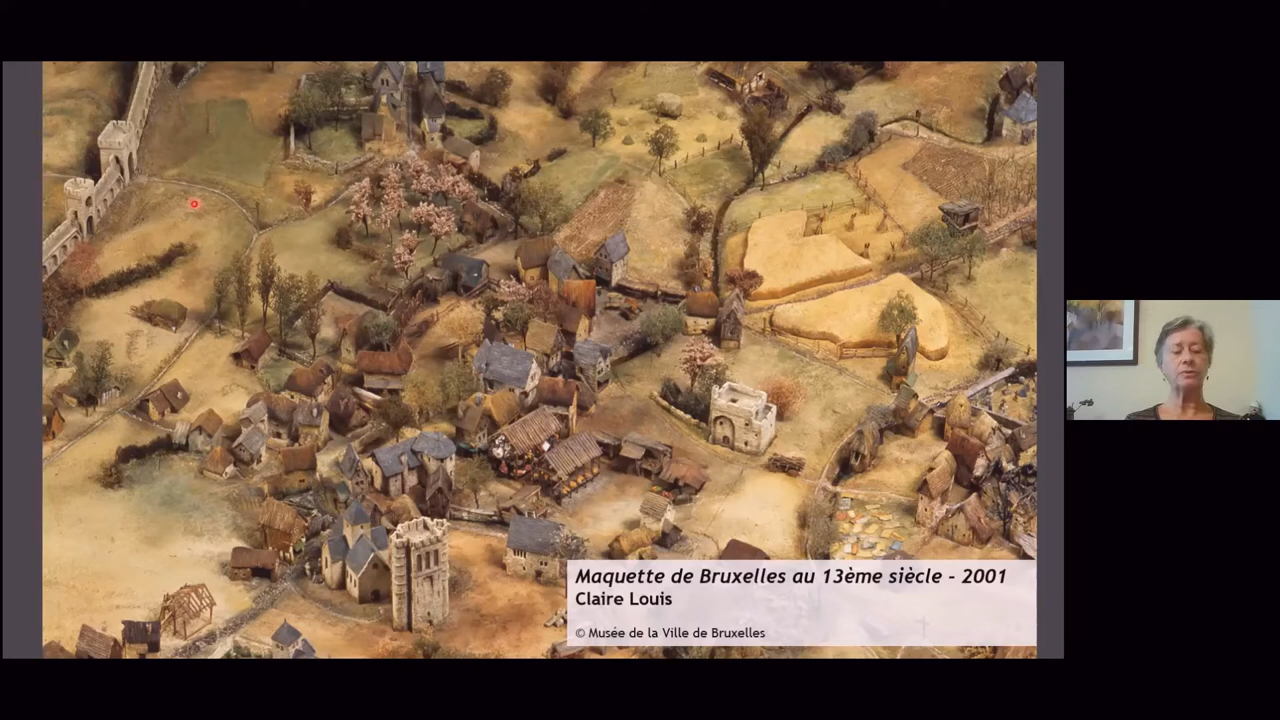 Maquette de Bruxelles au 13ème siècle - 2001
Claire Louis
© Musée de la Ville de Bruxelles